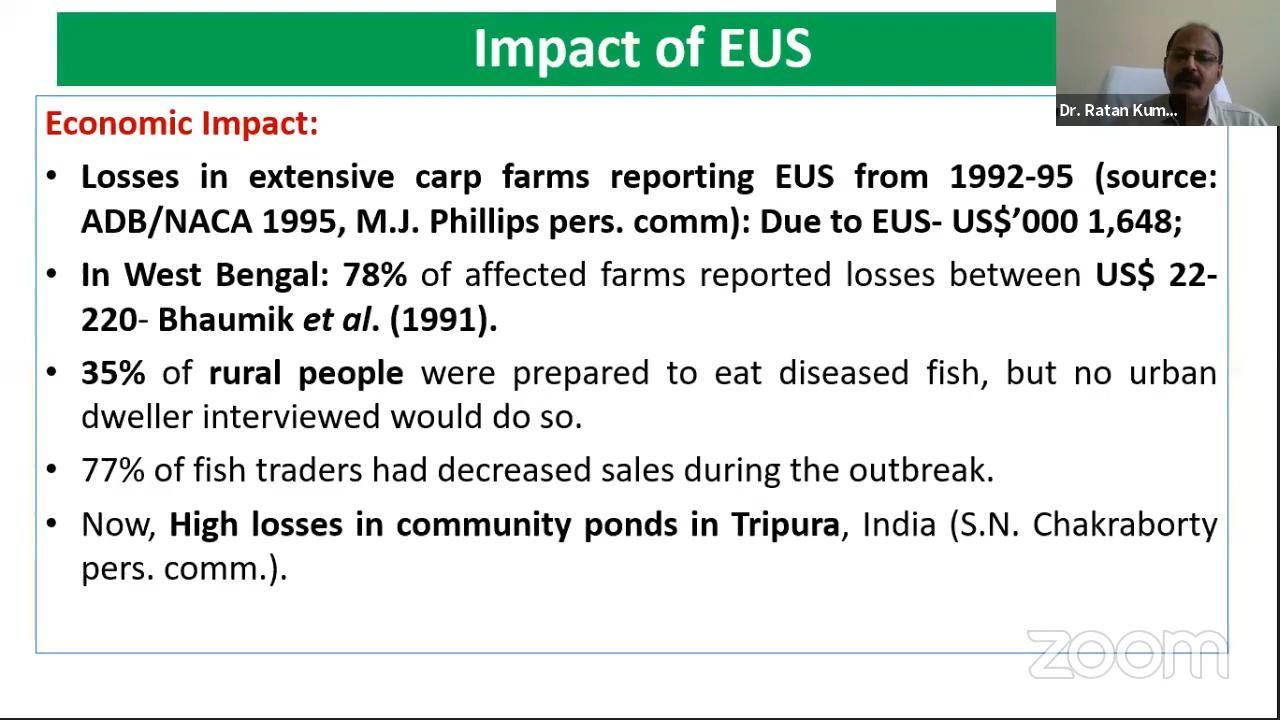 Impact of EUS
Dr. Ratan Kum...
Economic Impact:
• Losses in extensive carp farms reporting EUS from 1992-95 (source:
ADB/NACA 1995, M.J. Phillips pers. comm): Due to EUS- US$’000 1,648;
• In West Bengal: 78% of affected farms reported losses between US$ 22-
220- Bhaumik et al. (1991).
• 35% of rural people were prepared to eat diseased fish, but no urban
dweller interviewed would do so.
• 77% of fish traders had decreased sales during the outbreak.
• Now, High losses in community ponds in Tripura, India (S.N. Chakraborty
pers. comm.).
zoom